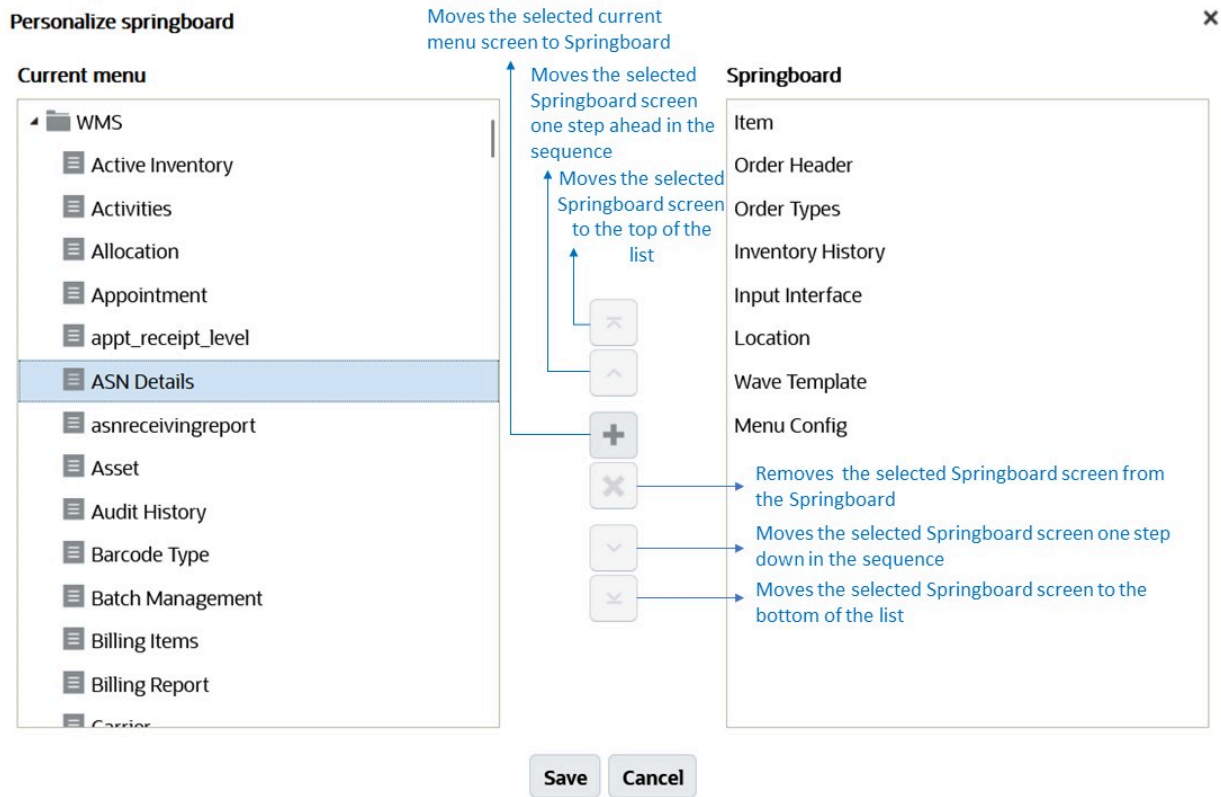 Personalize springboard
Moves the selected current
menu screen to Springboard
Current menu
Moves the selected
Springboard screen
one step ahead in the
sequence
Moves the selected
Springboard screen
to the top of the
list
Springboard
WMS
Active Inventory
Activities
Allocation
Appointment
appt_receipt_level
ASN Details
asnreceivingreport
Asset
Audit History
Barcode Type
Batch Management
Billing Items
Billing Report
Carrier
Item
Order Header
Order Types
Inventory History
Input Interface
Location
Wave Template
Menu Config
Removes the selected Springboard screen from
the Springboard
Moves the selected Springboard screen one step
down in the sequence
Moves the selected Springboard screen to the
bottom of the list
Save
Cancel